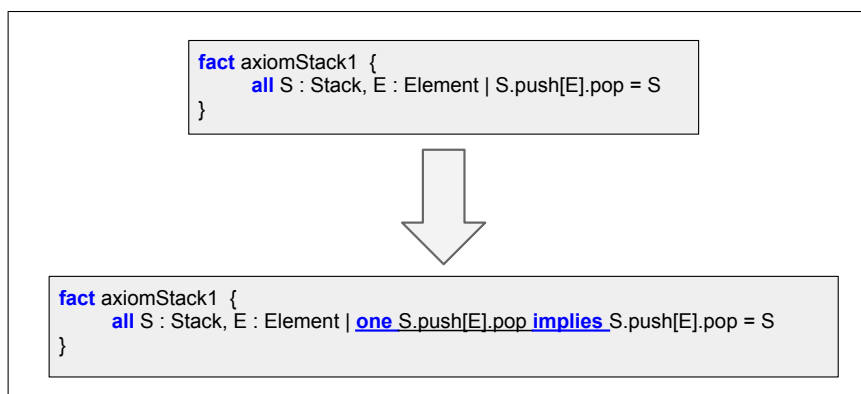 fact axiomStack1 {
all S : Stack, E : Element | S.push[E].pop = S
}
fact axiomStack1 {
all S : Stack, E : Element | one S.push[E].pop implies S.push[E].pop = S
}